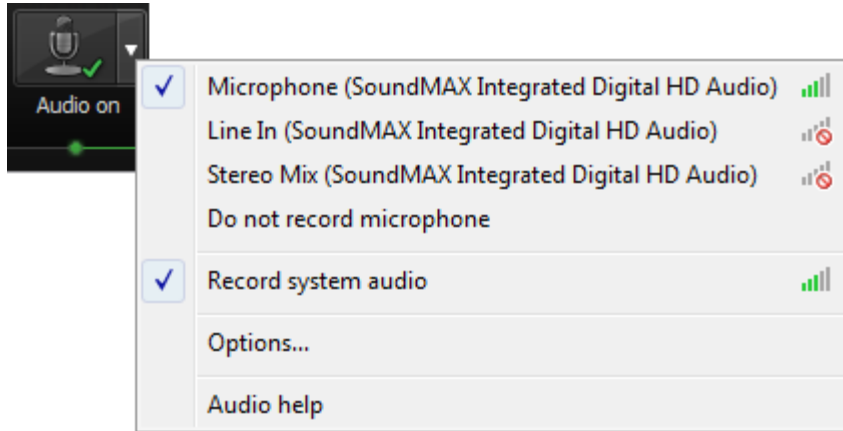 Audio on
Microphone (SoundMAX Integrated Digital HD Audio)
Line In (SoundMAX Integrated Digital HD Audio)
Stereo Mix (SoundMAX Integrated Digital HD Audio)
Do not record microphone
Record system audio
Options...
Audio help